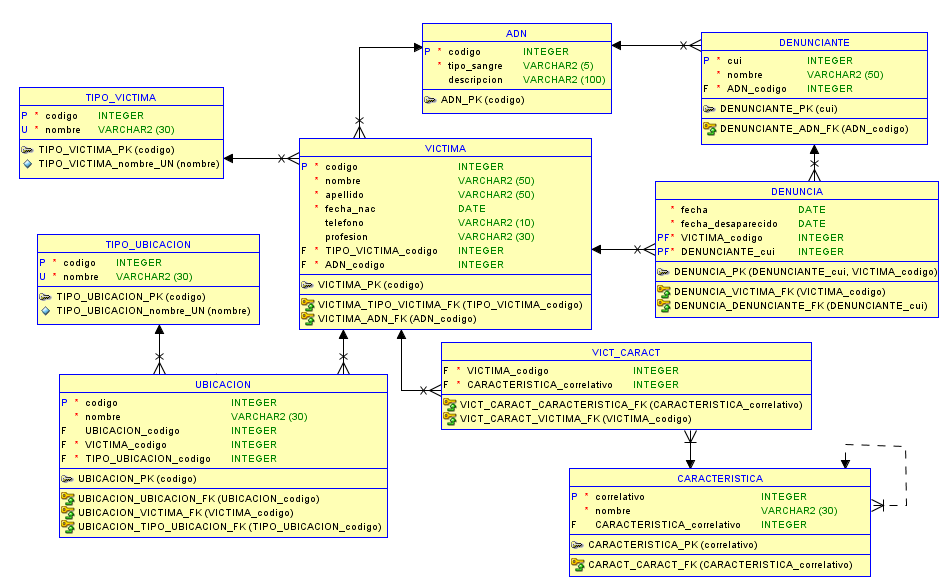 ADN
P * codigo INTEGER
* tipo_sangre VARCHAR2 (5)
descripcion VARCHAR2 (100)
ADN_PK (codigo)
DENUNCIANTE
P * cui INTEGER
* nombre VARCHAR2 (50)
F * ADN_codigo INTEGER
DENUNCIANTE_PK (cui)
DENUNCIANTE_ADN_FK (ADN_codigo)
TIPO_VICTIMA
P * codigo INTEGER
U * nombre VARCHAR2 (30)
TIPO_VICTIMA_PK (codigo)
TIPO_VICTIMA_nombre_UN (nombre)
VICTIMA
P * codigo INTEGER
* nombre VARCHAR2 (50)
* apellido VARCHAR2 (50)
* fecha_nac DATE
telefono VARCHAR2 (10)
profesion VARCHAR2 (30)
F * TIPO_VICTIMA_codigo INTEGER
F * ADN_codigo INTEGER
VICTIMA_PK (codigo)
VICTIMA_TIPO_VICTIMA_FK (TIPO_VICTIMA_codigo)
VICTIMA_ADN_FK (ADN_codigo)
DENUNCIA
* fecha DATE
* fecha_desaparecido DATE
PF* VICTIMA_codigo INTEGER
PF* DENUNCIANTE_cui INTEGER
DENUNCIA_PK (DENUNCIANTE_cui, VICTIMA_codigo)
DENUNCIA_VICTIMA_FK (VICTIMA_codigo)
DENUNCIA_DENUNCIANTE_FK (DENUNCIANTE_cui)
TIPO_UBICACION
P * codigo INTEGER
U * nombre VARCHAR2 (30)
TIPO_UBICACION_PK (codigo)
TIPO_UBICACION_nombre_UN (nombre)
UBICACION
P * codigo INTEGER
* nombre VARCHAR2 (30)
F UBICACION_codigo INTEGER
F * VICTIMA_codigo INTEGER
F * TIPO_UBICACION_codigo INTEGER
UBICACION_PK (codigo)
UBICACION_UBICACION_FK (UBICACION_codigo)
UBICACION_VICTIMA_FK (VICTIMA_codigo)
UBICACION_TIPO_UBICACION_FK (TIPO_UBICACION_codigo)
VICT_CARACT
F * VICTIMA_codigo INTEGER
F * CARACTERISTICA_correlativo INTEGER
VICT_CARACT_CARACTERISTICA_FK (CARACTERISTICA_correlativo)
VICT_CARACT_VICTIMA_FK (VICTIMA_codigo)
CARACTERISTICA
P * correlativo INTEGER
* nombre VARCHAR2 (30)
F CARACTERISTICA_correlativo INTEGER
CARACTERISTICA_PK (correlativo)
CARACT_CARACT_FK (CARACTERISTICA_correlativo)